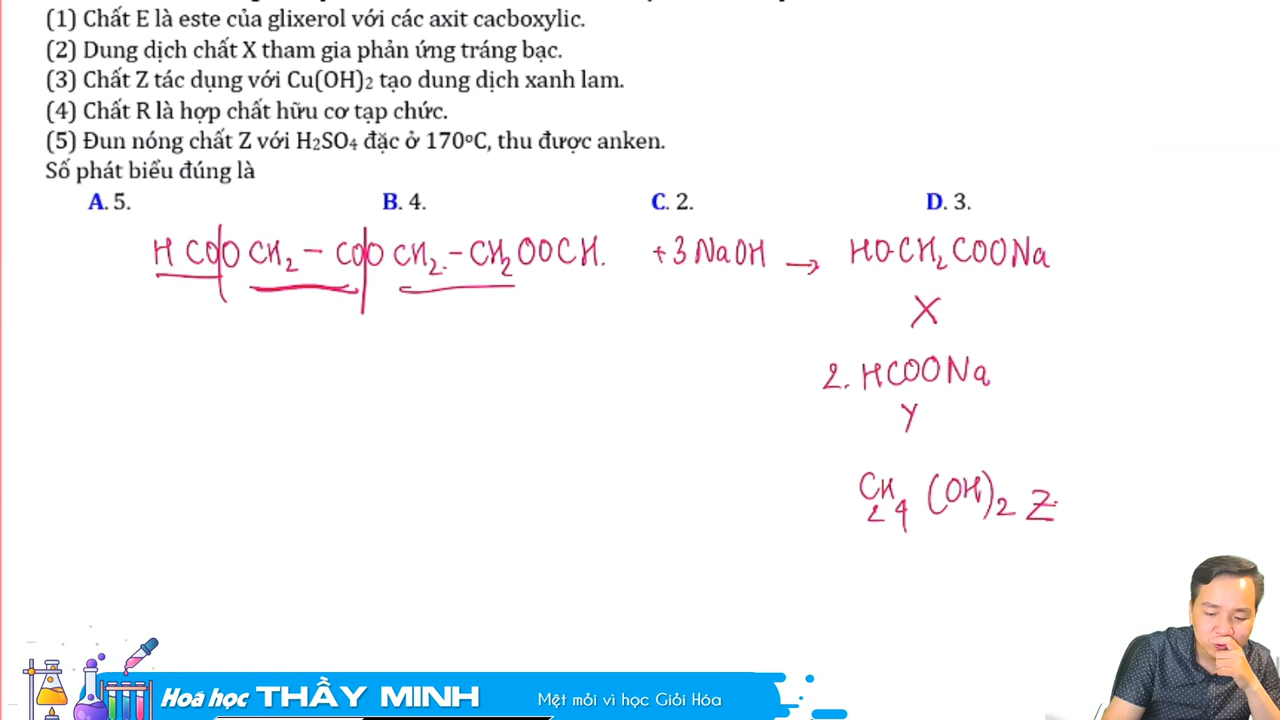 (1) Chất E là este của glixerol với các axit cacboxylic.
(2) Dung dịch chất X tham gia phản ứng tráng bạc.
(3) Chất Z tác dụng với Cu(OH)₂ tạo dung dịch xanh lam.
(4) Chất R là hợp chất hữu cơ tạp chức.
(5) Đun nóng chất Z với H₂SO₄ đặc ở 170ºC, thu được anken.
Số phát biểu đúng là
A. 5. B. 4. C. 2. D. 3.
HCOOCH₂ – COOCH₂ – CH₂OOCH. + 3NaOH → HO-CH₂COONa
X
2. HCOONa
Y
C₂H₄(OH)₂ Z
Hoá học THẦY MINH Mệt mỏi vì học Giỏi Hóa